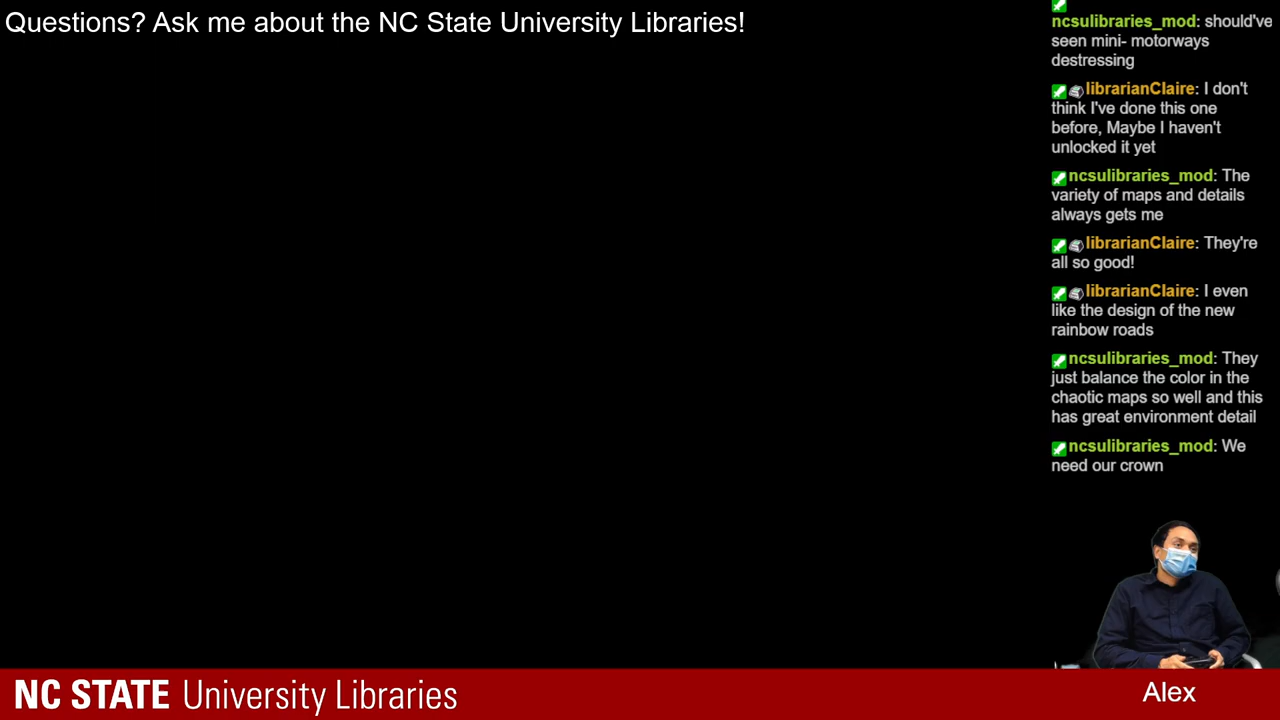 Questions? Ask me about the NC State University Libraries!
ncsulibraries_mod: should've
seen mini- motorways
destressing
librarianClaire: I don't
think I've done this one
before, Maybe I haven't
unlocked it yet
ncsulibraries_mod: The
variety of maps and details
always gets me
librarianClaire: They're
all so good!
librarianClaire: I even
like the design of the new
rainbow roads
ncsulibraries_mod: They
just balance the color in the
chaotic maps so well and this
has great environment detail
ncsulibraries_mod: We
need our crown
NC STATE University Libraries
Alex